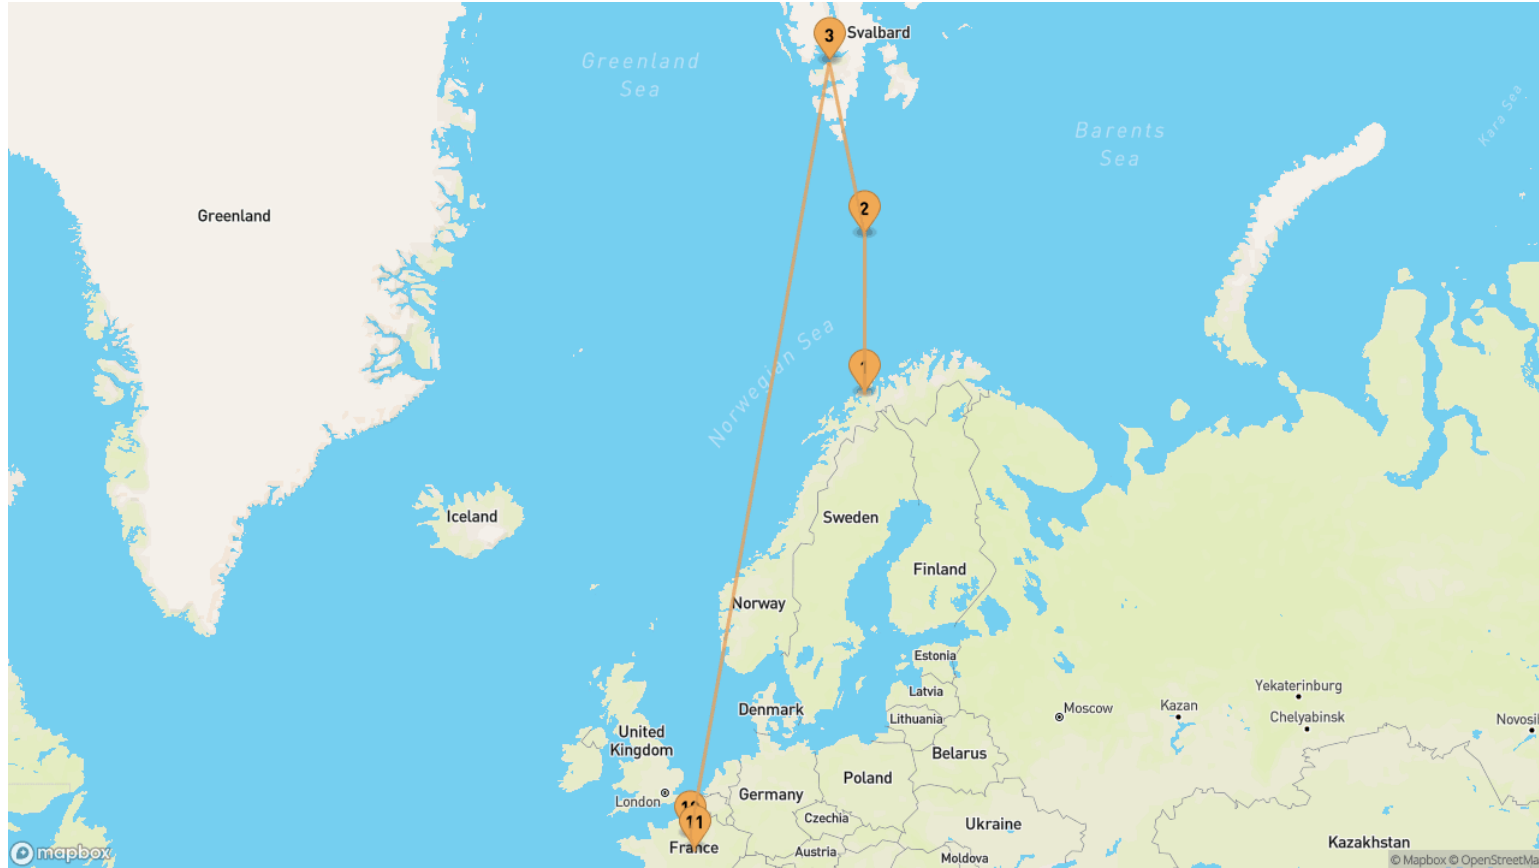 3
Svalbard
Greenland
Sea
Barents
Sea
Kara Sea
2
Greenland
Norwegian Sea
Iceland
Sweden
Finland
Norway
Estonia
Latvia
Lithuania
Denmark
Moscow
Kazan
Yekaterinburg
Chelyabinsk
Novosi
United
Kingdom
Belarus
Poland
Germany
London
Czechia
Ukraine
11
France
Austria
Moldova
Kazakhstan
mapbox
© Mapbox © OpenStreetMa